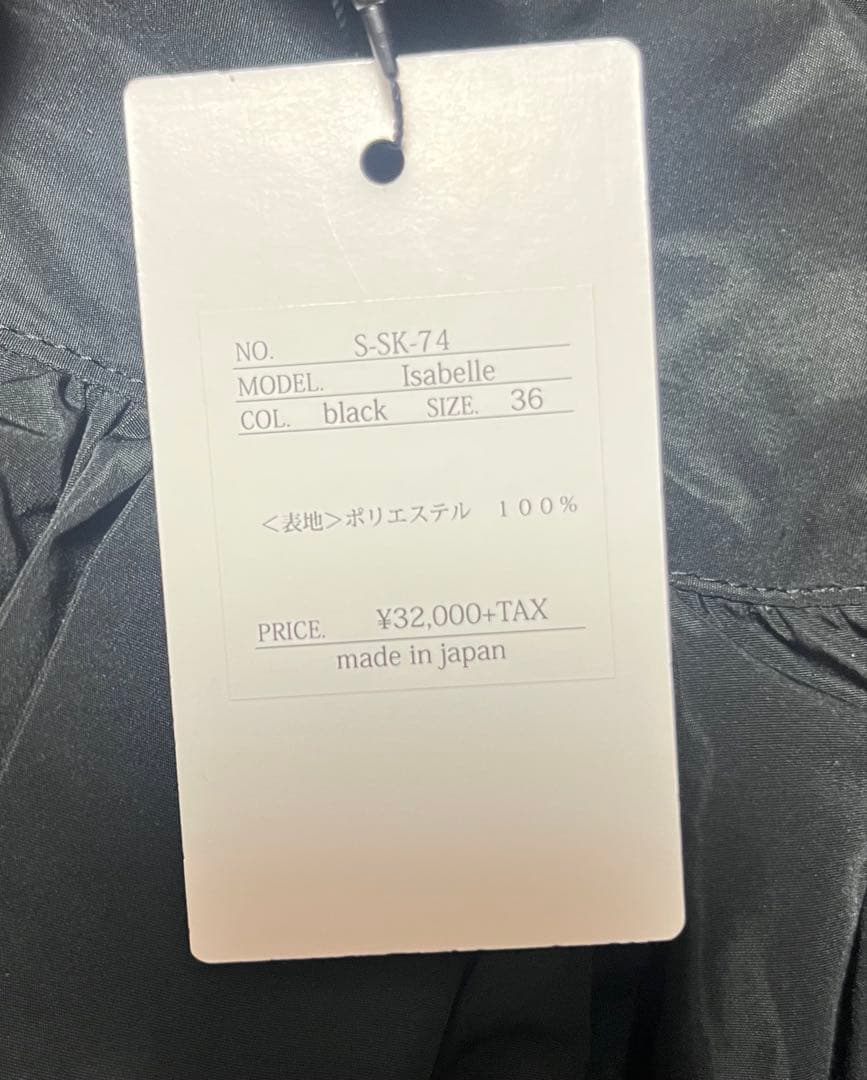 NO. S-SK-74
MODEL. Isabelle
COL. black SIZE. 36
＜表地＞ポリエステル １００％
PRICE. ¥32,000+TAX
made in japan